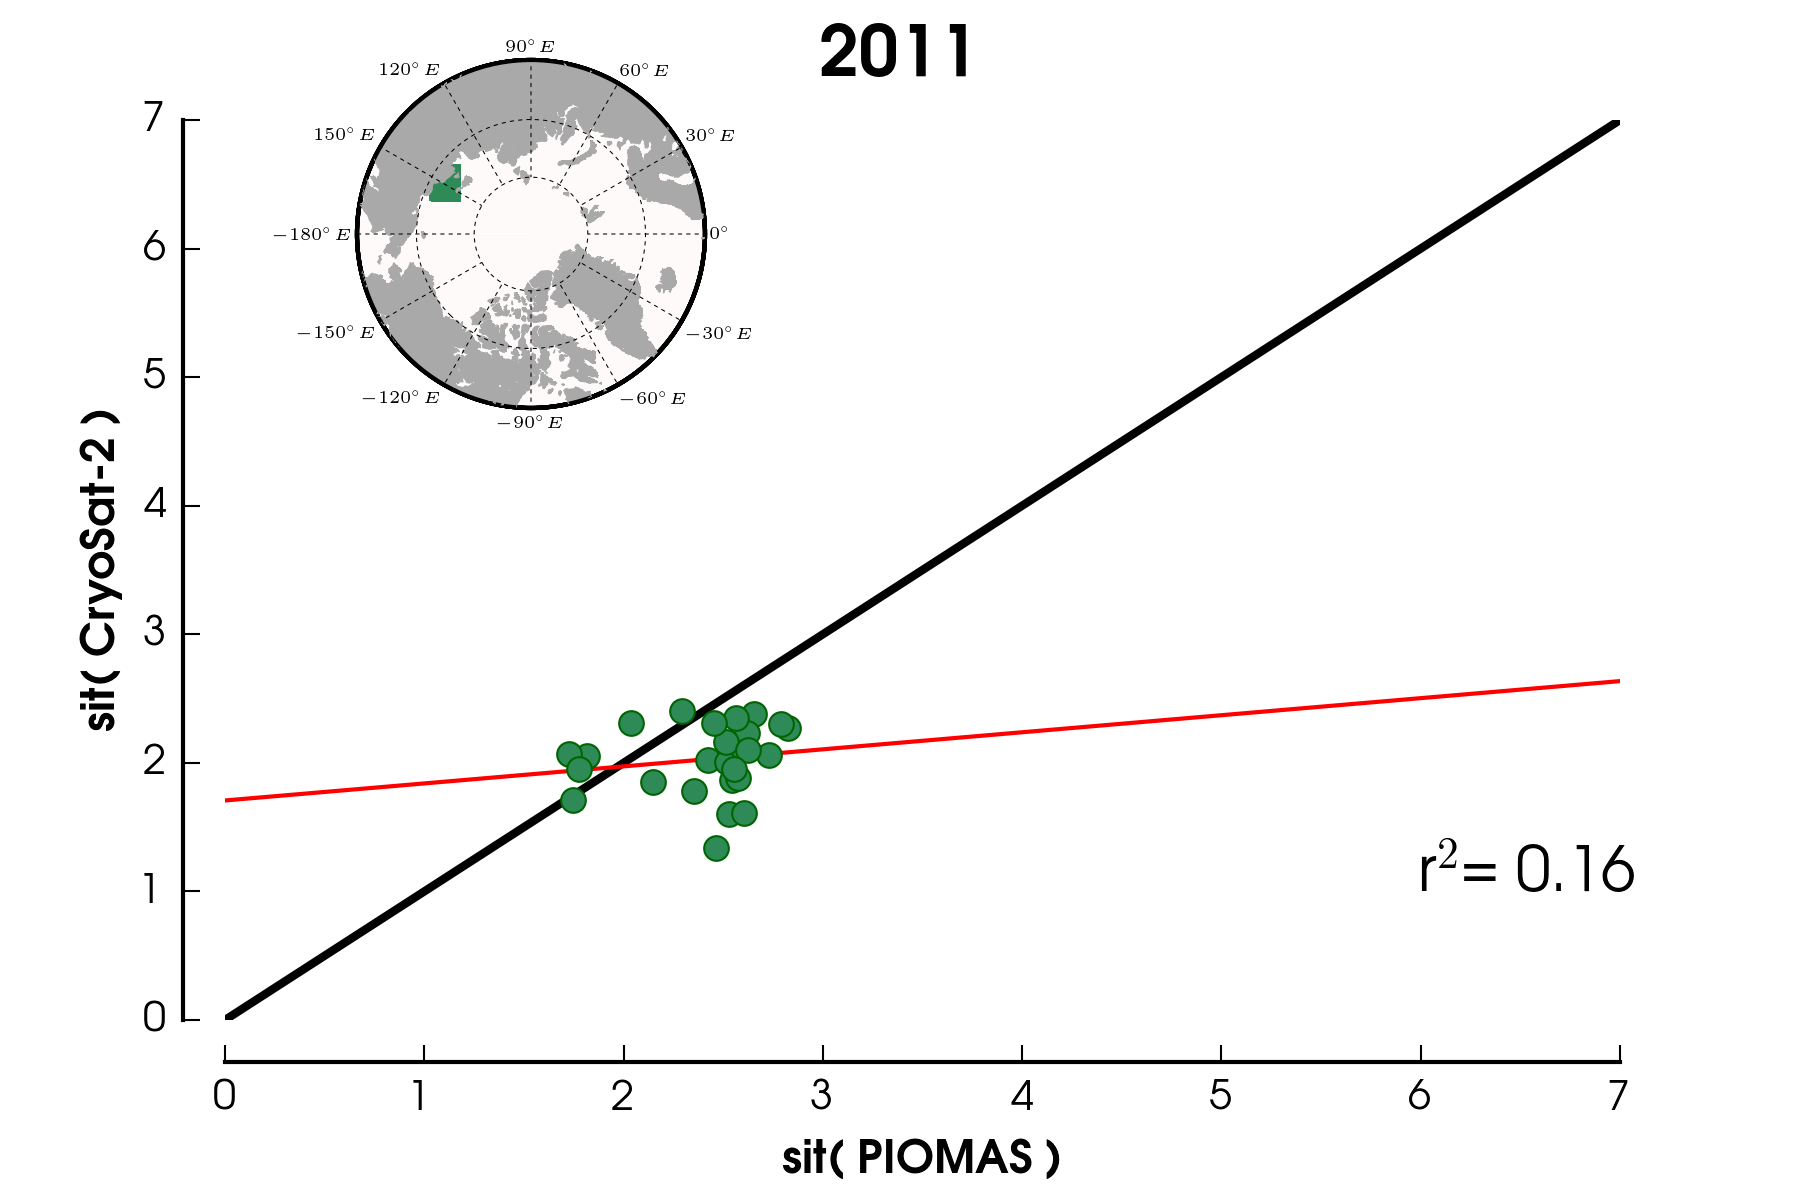 2011
90° E
120° E
60° E
150° E
30° E
−180° E
0°
−150° E
−30° E
−120° E
−60° E
−90° E
7
6
5
4
3
2
1
0
sit( CryoSat-2 )
r²= 0.16
0 1 2 3 4 5 6 7
sit( PIOMAS )